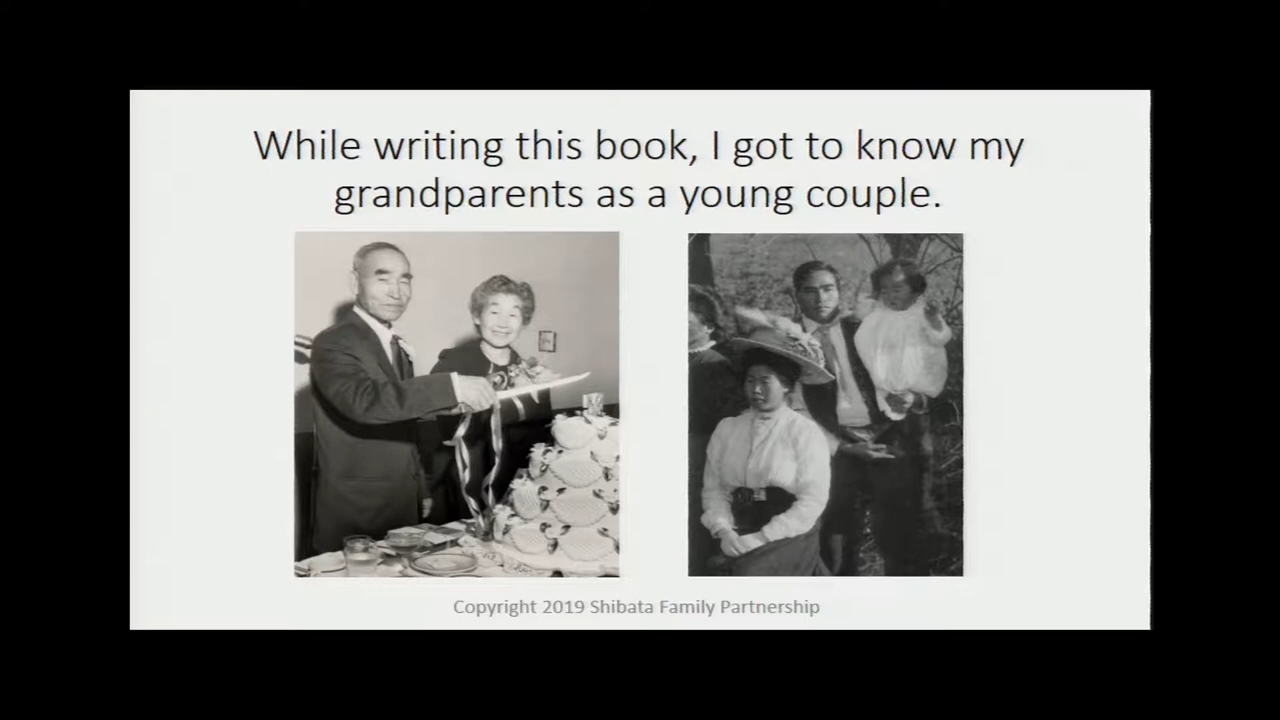 While writing this book, I got to know my
grandparents as a young couple.
Copyright 2019 Shibata Family Partnership